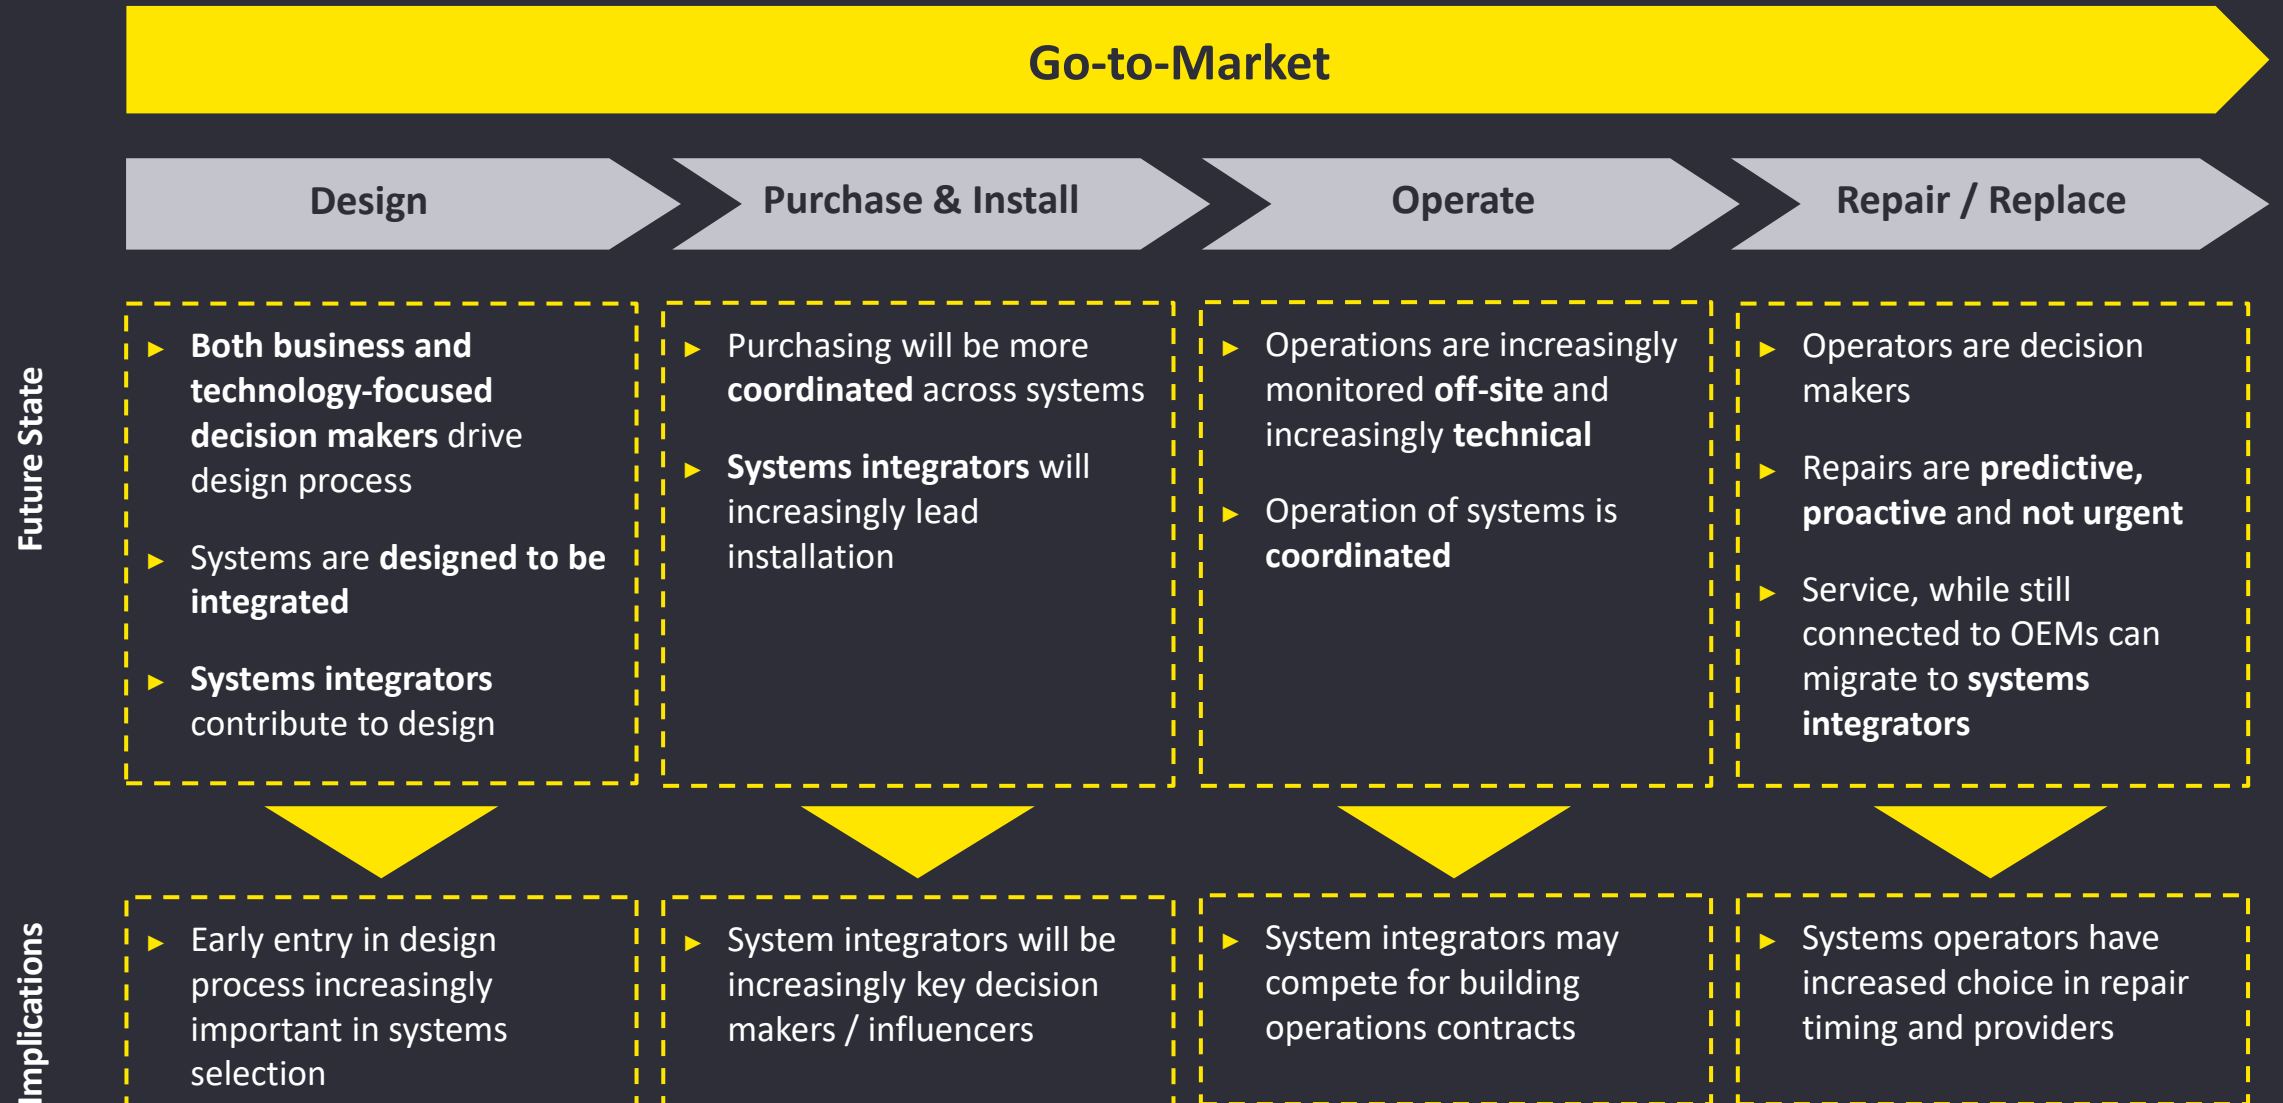 Go-to-Market
Design
Purchase & Install
Operate
Repair / Replace
Future State
► Both business and
technology-focused
decision makers drive
design process
► Systems are designed to be
integrated
► Systems integrators
contribute to design
► Purchasing will be more
coordinated across systems
► Systems integrators will
increasingly lead
installation
► Operations are increasingly
monitored off-site and
increasingly technical
► Operation of systems is
coordinated
► Operators are decision
makers
► Repairs are predictive,
proactive and not urgent
► Service, while still
connected to OEMs can
migrate to systems
integrators
Implications
► Early entry in design
process increasingly
important in systems
selection
► System integrators will be
increasingly key decision
makers / influencers
► System integrators may
compete for building
operations contracts
► Systems operators have
increased choice in repair
timing and providers